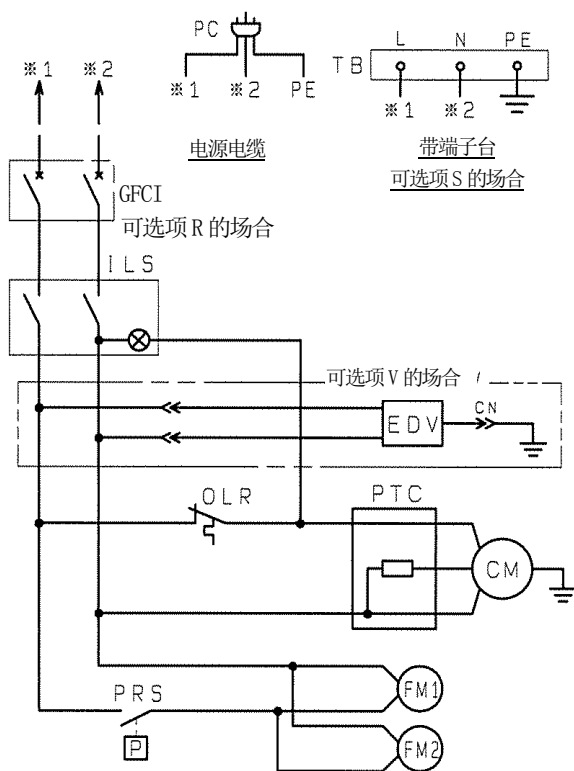 ※1 ※2
PC
※1 ※2 PE
电源电缆
L N PE
TB
※1 ※2
带端子台
可选项S的场合
GFCI
可选项R的场合
ILS
可选项V的场合
EDV
CN
OLR
PTC
CM
PRS
P
FM1
FM2